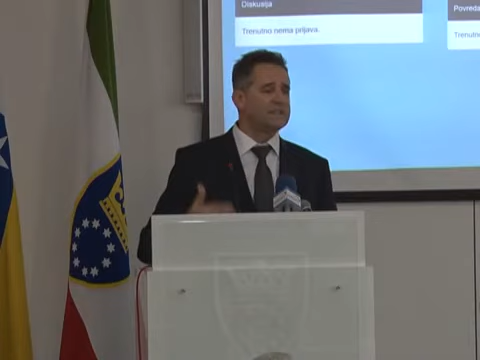 Diskusija
Povreda
Trenutno nema prijava.
Trenutno